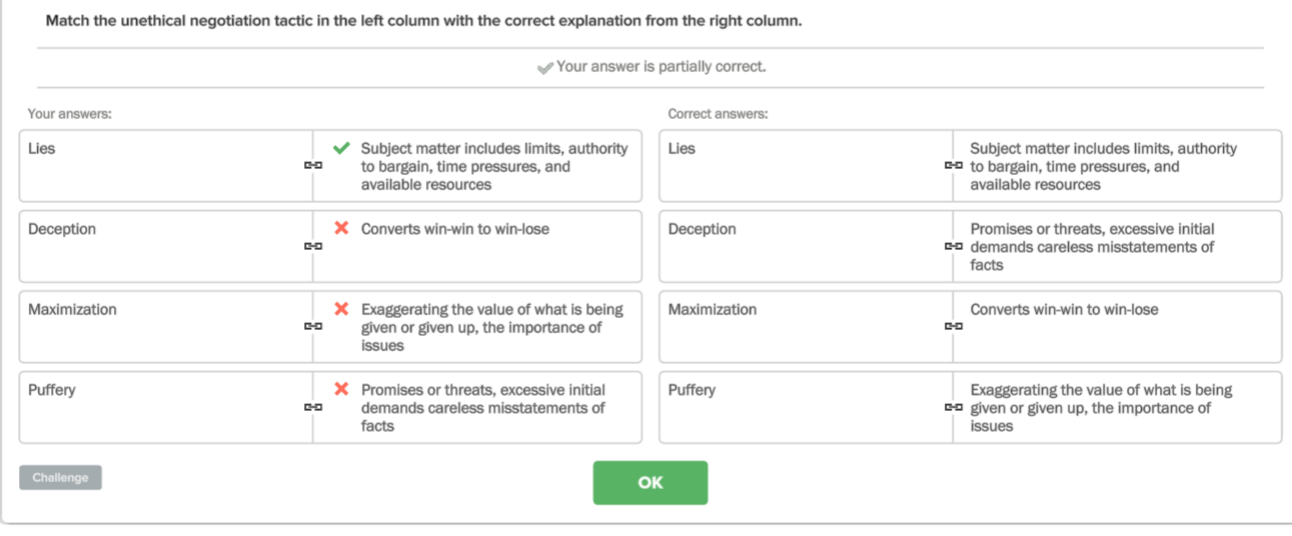 Match the unethical negotiation tactic in the left column with the correct explanation from the right column.
Your answer is partially correct.
Your answers:
Correct answers:
Lies
Subject matter includes limits, authority
to bargain, time pressures, and
available resources
Lies
Subject matter includes limits, authority
to bargain, time pressures, and
available resources
Deception
Converts win-win to win-lose
Deception
Promises or threats, excessive initial
demands careless misstatements of
facts
Maximization
Exaggerating the value of what is being
given or given up, the importance of
issues
Maximization
Converts win-win to win-lose
Puffery
Promises or threats, excessive initial
demands careless misstatements of
facts
Puffery
Exaggerating the value of what is being
given or given up, the importance of
issues
Challenge
OK